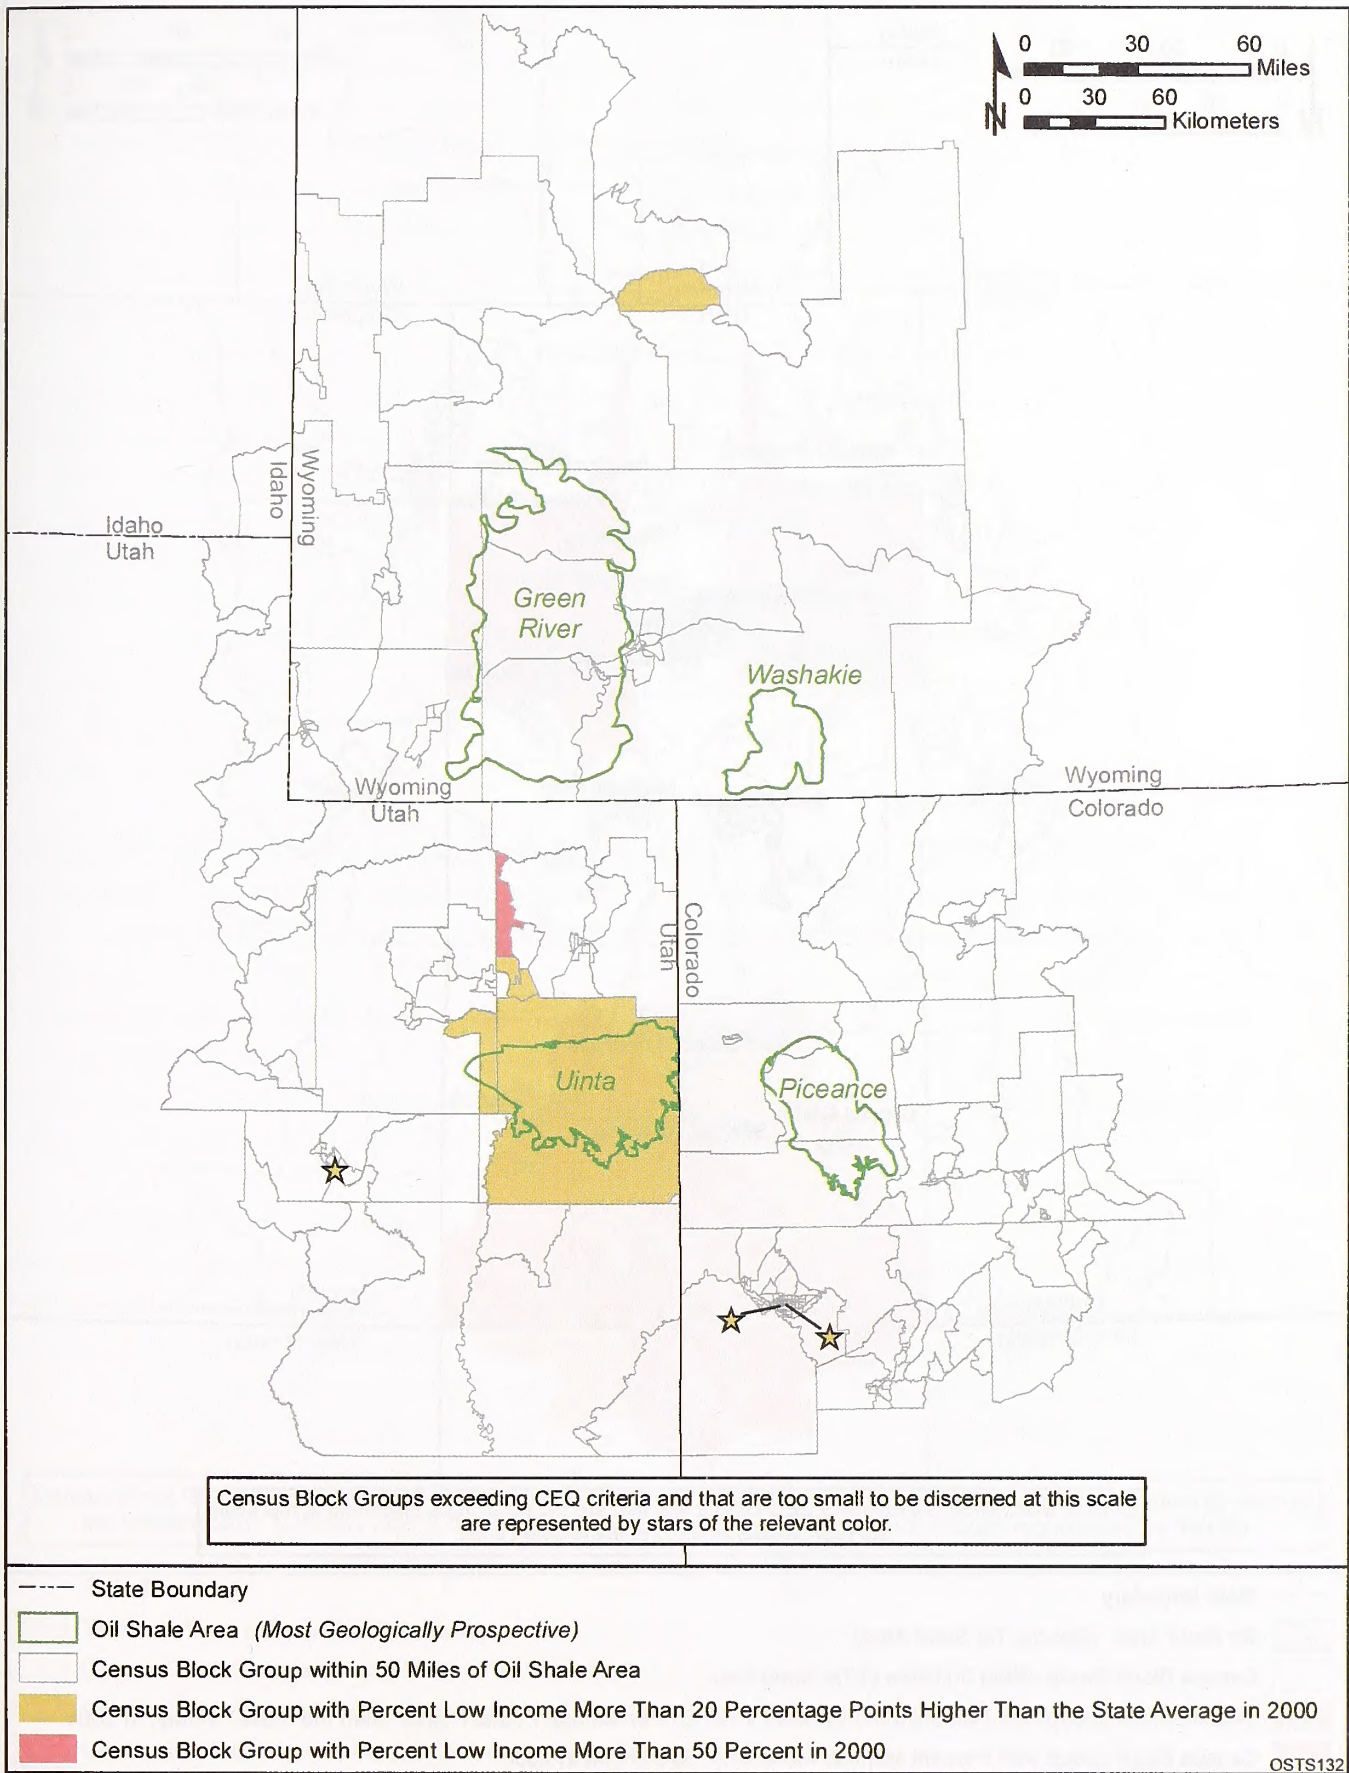 0 30 60
Miles
0 30 60
Kilometers
N
Wyoming
Idaho
Idaho
Utah
Green
River
Washakie
Wyoming
Utah
Wyoming
Colorado
Colorado
Utah
Uinta
Piceance
Census Block Groups exceeding CEQ criteria and that are too small to be discerned at this scale
are represented by stars of the relevant color.
State Boundary
Oil Shale Area (Most Geologically Prospective)
Census Block Group within 50 Miles of Oil Shale Area
Census Block Group with Percent Low Income More Than 20 Percentage Points Higher Than the State Average in 2000
Census Block Group with Percent Low Income More Than 50 Percent in 2000
OSTS132